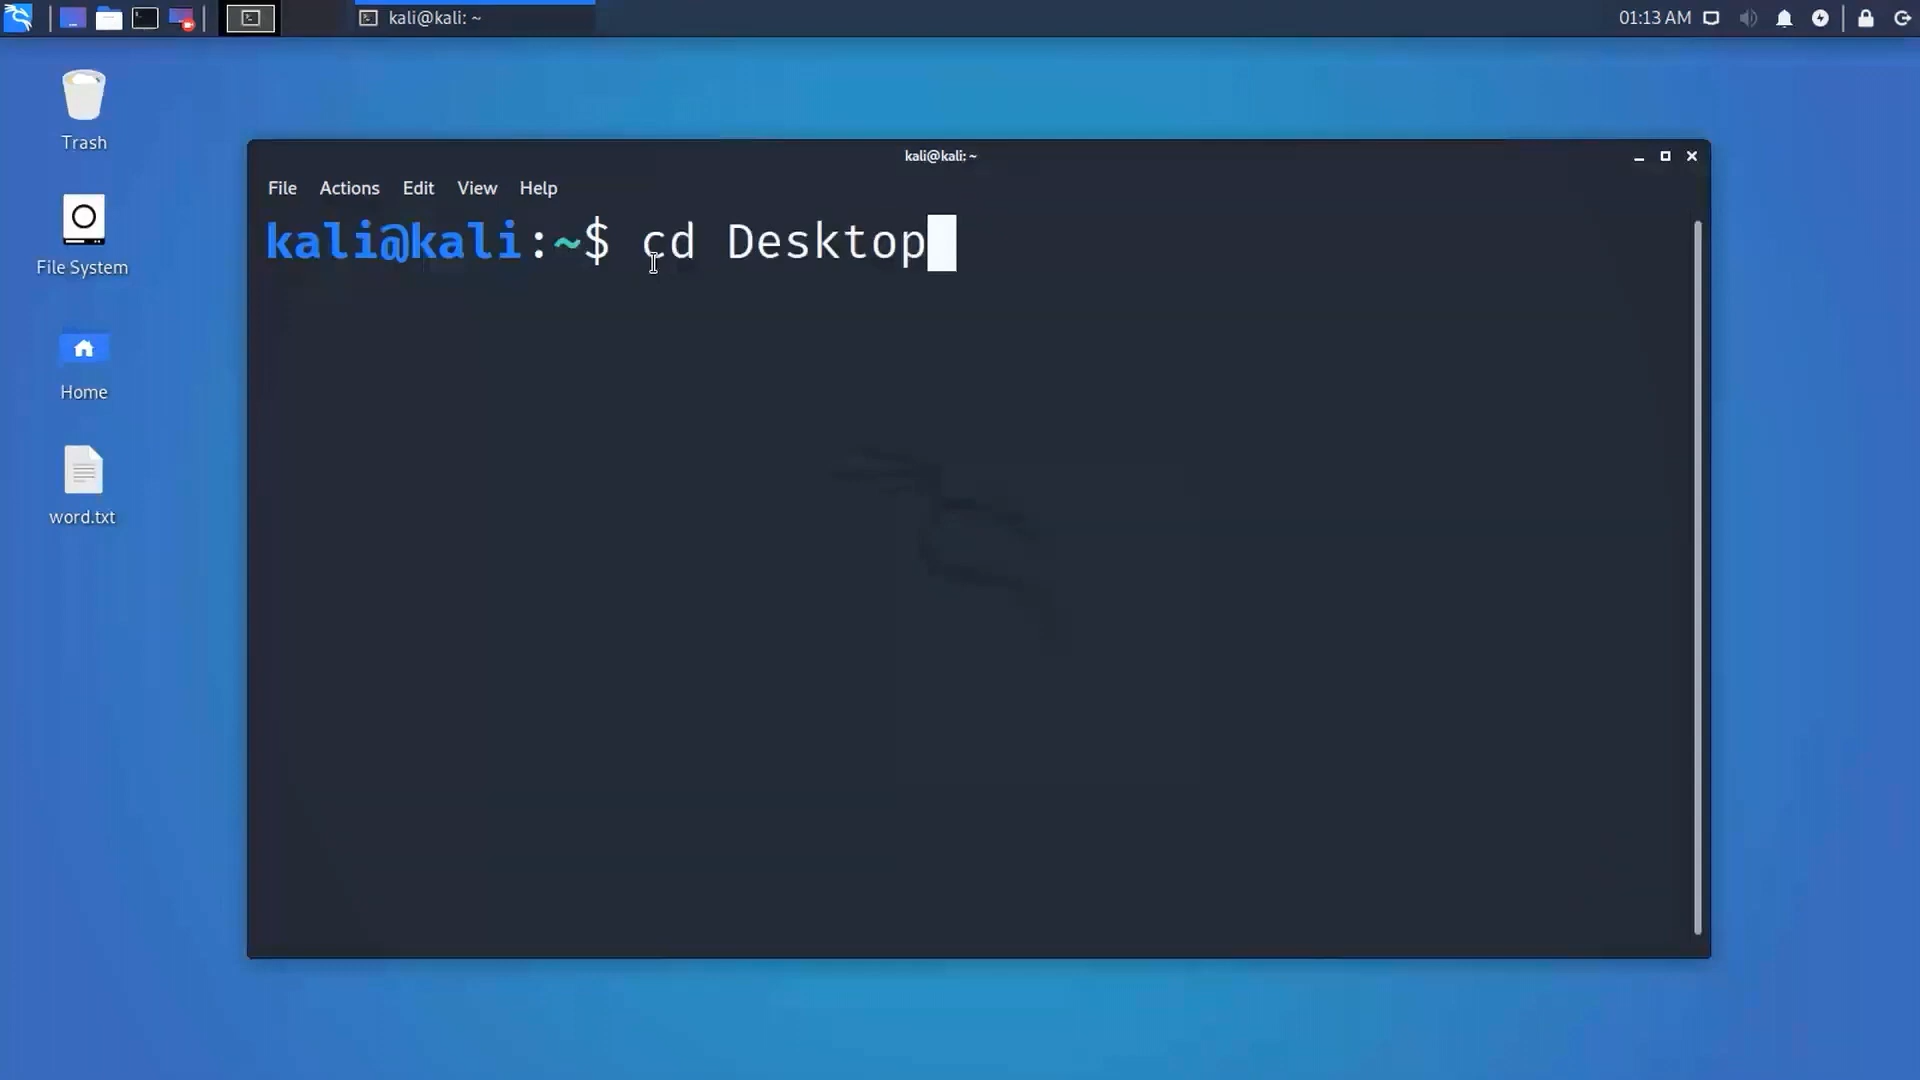 kali@kali: ~
01:13 AM
Trash
File System
Home
word.txt
kali@kali: ~
File Actions Edit View Help
kali@kali:~$ cd Desktop